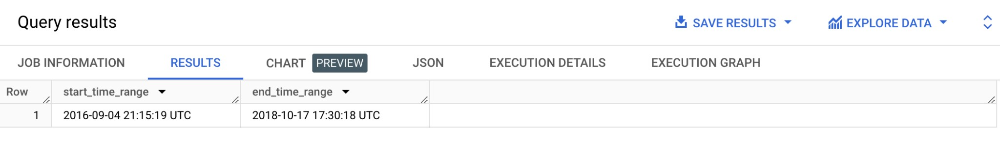 Query results SAVE RESULTS EXPLORE DATA
JOB INFORMATION RESULTS CHART PREVIEW JSON EXECUTION DETAILS EXECUTION GRAPH
Row start_time_range end_time_range
1 2016-09-04 21:15:19 UTC 2018-10-17 17:30:18 UTC